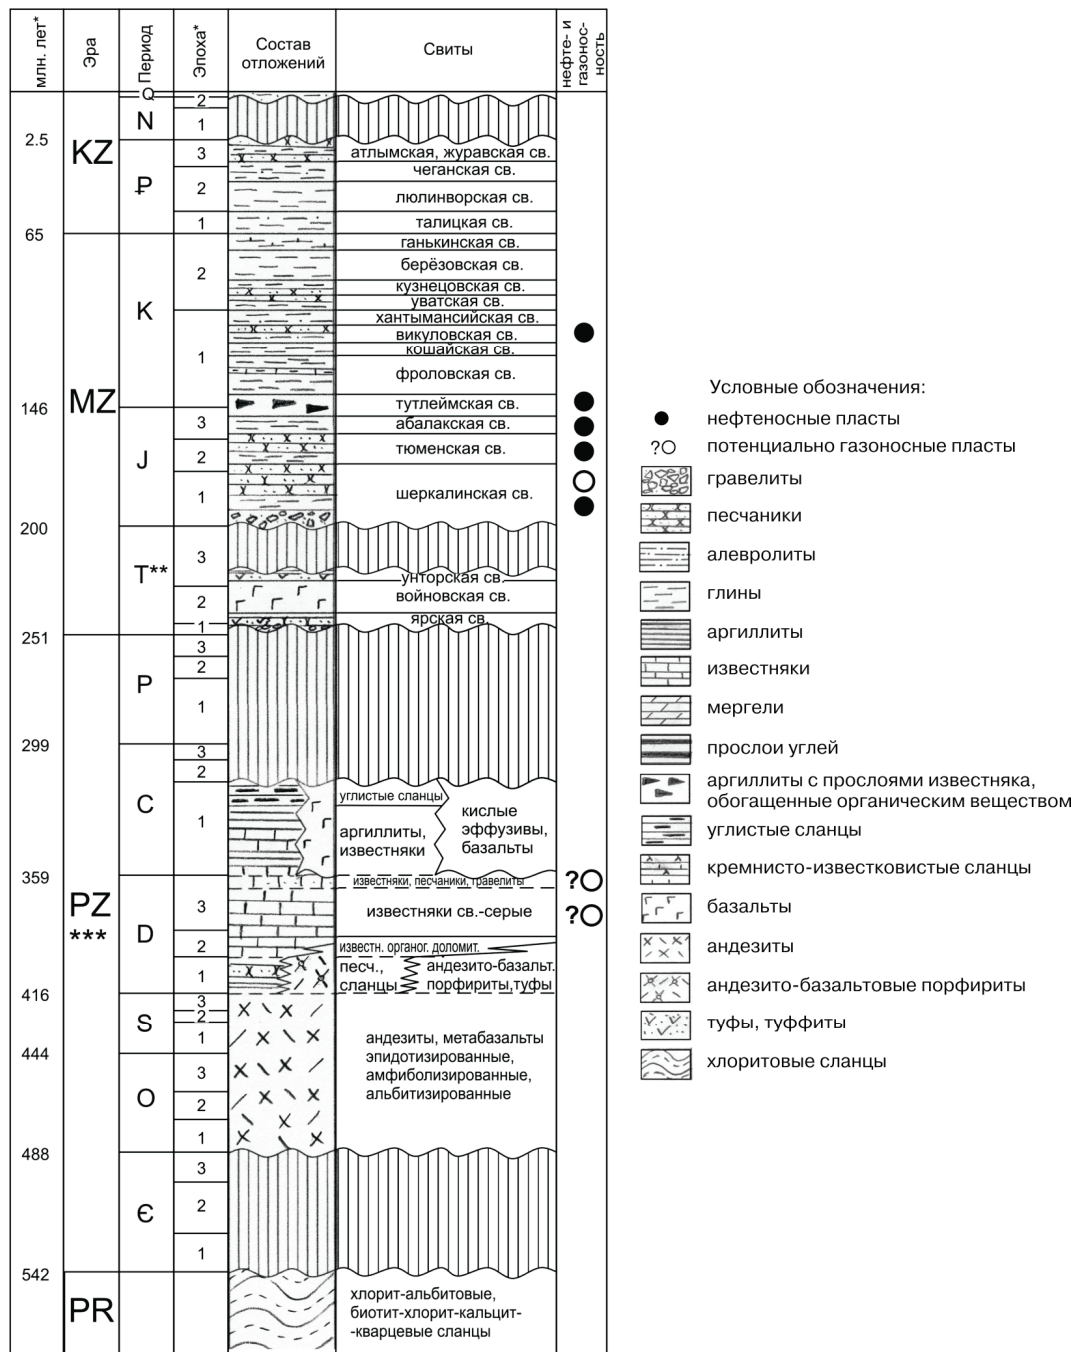 млн. лет*
Эра
Период
Эпоха*
Состав
отложений
Свиты
нефте- и
газонос-
ность
Q
2
N
1
2.5
KZ
3
атлымская, журавская св.
чеганская св.
₽
2
люлинворская св.
1
талицкая св.
65
ганькинская св.
2
берёзовская св.
кузнецовская св.
уватская св.
K
хантымансийская св.
викуловская св.
1
кошайская св.
фроловская св.
MZ
тутлеймская св.
146
3
абалакская св.
J
2
тюменская св.
1
шеркалинская св.
200
3
T**
унторская св.
2
войновская св.
1
ярская св.
251
3
2
P
1
299
3
2
C
углистые сланцы
1
аргиллиты,
известняки
кислые
эффузивы,
базальты
359
известняки, песчаники, гравелиты
?
PZ
***
3
известняки св.-серые
?
D
2
известн. органог. доломит.
1
песч.,
сланцы
андезито-базальт.
порфириты,туфы
416
3
2
S
1
андезиты, метабазальты
эпидотизированные,
амфиболизированные,
альбитизированные
444
3
O
2
1
488
3
Є
2
1
542
PR
хлорит-альбитовые,
биотит-хлорит-кальцит-
-кварцевые сланцы
Условные обозначения:
нефтеносные пласты
? потенциально газоносные пласты
гравелиты
песчаники
алевролиты
глины
аргиллиты
известняки
мергели
прослои углей
аргиллиты с прослоями известняка,
обогащенные органическим веществом
углистые сланцы
кремнисто-известковистые сланцы
базальты
андезиты
андезито-базальтовые порфириты
туфы, туффиты
хлоритовые сланцы